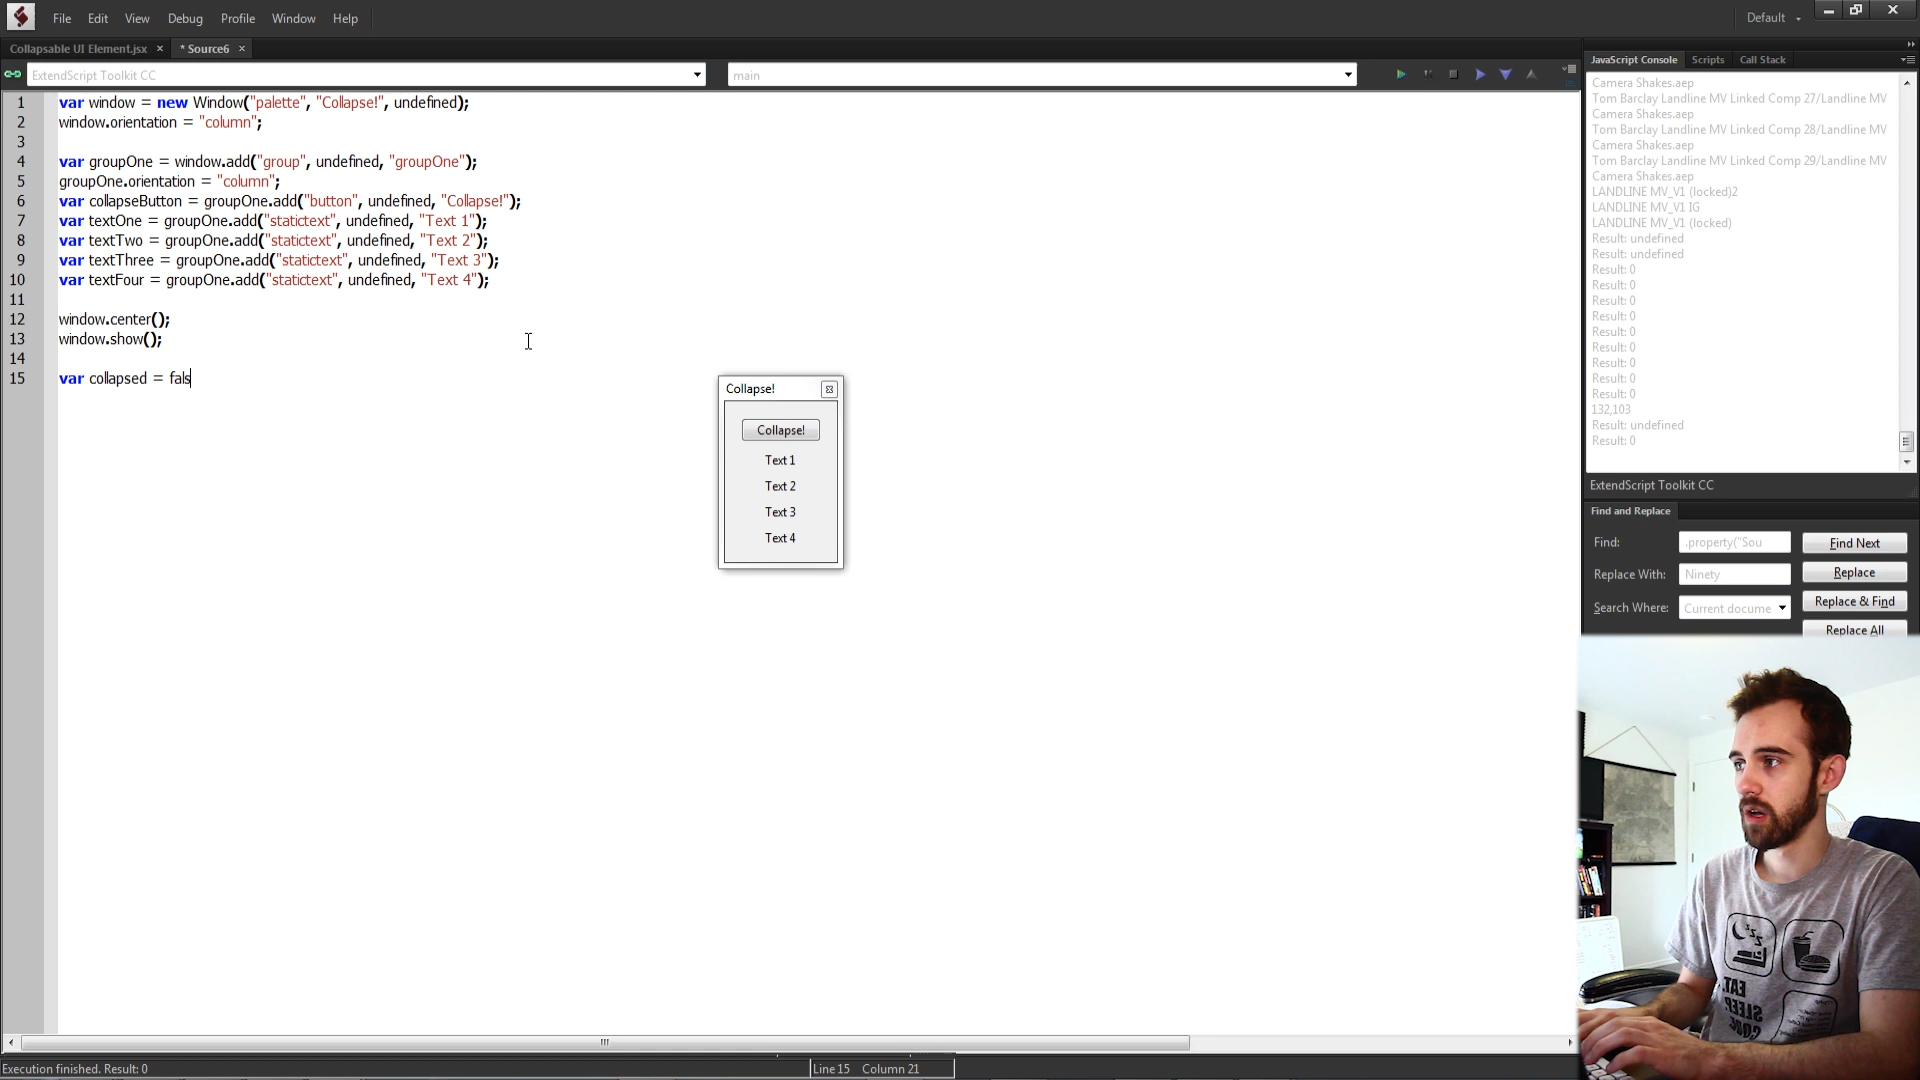 File Edit View Debug Profile Window Help
Default
Collapsable UI Element.jsx
* Source6
JavaScript Console Scripts Call Stack
ExtendScript Toolkit CC
main
1 var window = new Window("palette", "Collapse!", undefined);
2 window.orientation = "column";
3
4 var groupOne = window.add("group", undefined, "groupOne");
5 groupOne.orientation = "column";
6 var collapseButton = groupOne.add("button", undefined, "Collapse!");
7 var textOne = groupOne.add("statictext", undefined, "Text 1");
8 var textTwo = groupOne.add("statictext", undefined, "Text 2");
9 var textThree = groupOne.add("statictext", undefined, "Text 3");
10 var textFour = groupOne.add("statictext", undefined, "Text 4");
11
12 window.center();
13 window.show();
14
15 var collapsed = fals
Collapse!
Collapse!
Text 1
Text 2
Text 3
Text 4
Camera Shakes.aep
Tom Barclay Landline MV Linked Comp 27/Landline MV
Camera Shakes.aep
Tom Barclay Landline MV Linked Comp 28/Landline MV
Camera Shakes.aep
Tom Barclay Landline MV Linked Comp 29/Landline MV
Camera Shakes.aep
LANDLINE MV_V1 (locked)2
LANDLINE MV_V1 IG
LANDLINE MV_V1 (locked)
Result: undefined
Result: undefined
Result: 0
Result: 0
Result: 0
Result: 0
Result: 0
Result: 0
Result: 0
Result: 0
Result: 0
132,103
Result: undefined
Result: 0
ExtendScript Toolkit CC
Find and Replace
Find: .property("Sou Find Next
Replace With: Ninety Replace
Search Where: Current docume Replace & Find
Replace All
EAT.
SLEEP.
CODE.
Execution finished. Result: 0
Line 15 Column 21